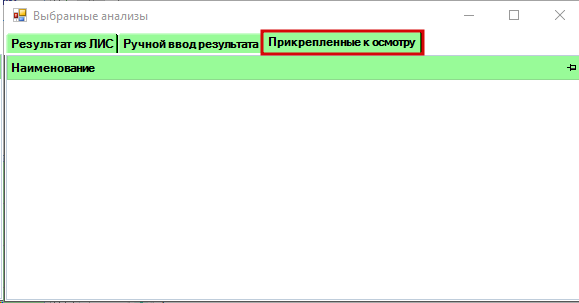 Выбранные анализы
Результат из ЛИС Ручной ввод результата Прикрепленные к осмотру
Наименование